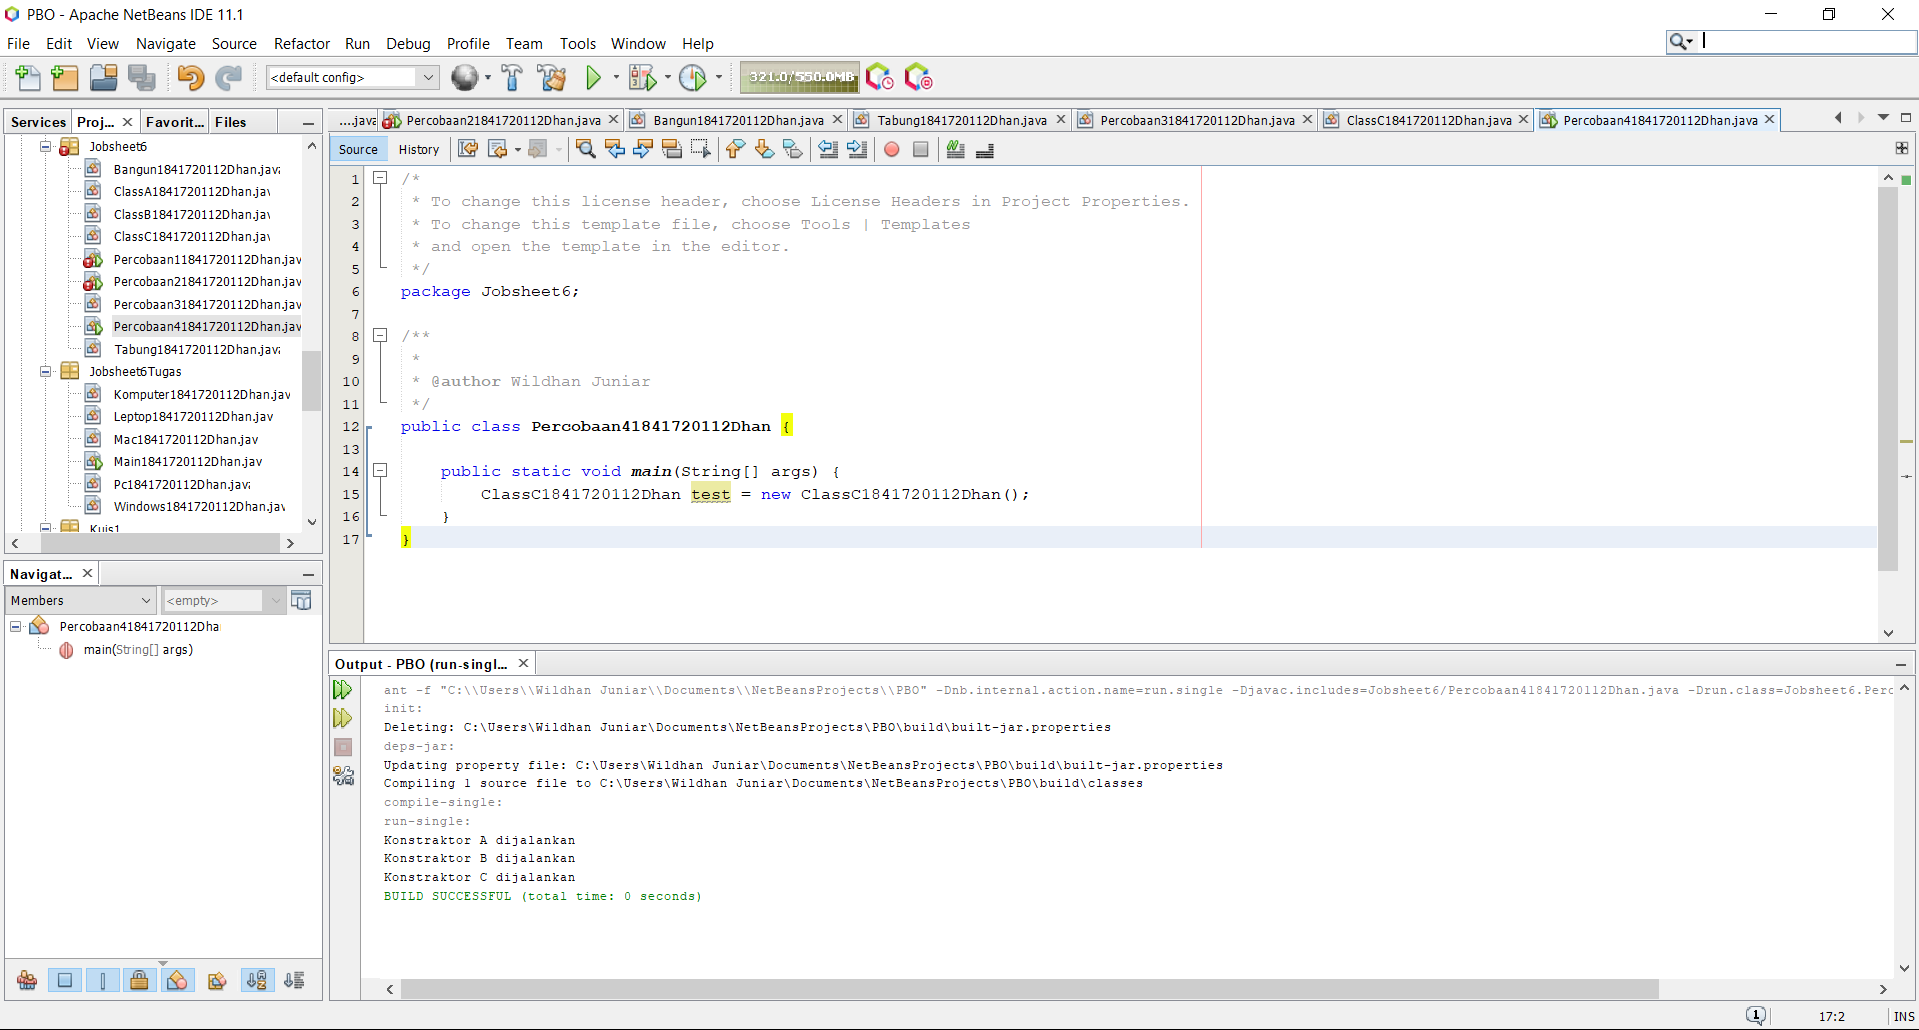 PBO - Apache NetBeans IDE 11.1
File Edit View Navigate Source Refactor Run Debug Profile Team Tools Window Help
<default config>
321.0/550.0MB
Services Proj... Favorit... Files
Jobsheet6
Bangun1841720112Dhan.java
ClassA1841720112Dhan.jav
ClassB1841720112Dhan.jav
ClassC1841720112Dhan.jav
Percobaan11841720112Dhan.jav
Percobaan21841720112Dhan.jav
Percobaan31841720112Dhan.jav
Percobaan41841720112Dhan.jav
Tabung1841720112Dhan.java
Jobsheet6Tugas
Komputer1841720112Dhan.jav
Leptop1841720112Dhan.jav
Mac1841720112Dhan.jav
Main1841720112Dhan.jav
Pc1841720112Dhan.java
Windows1841720112Dhan.jav
Kuis1
Navigat...
Members
<empty>
Percobaan41841720112Dha
main(String[] args)
....java Percobaan21841720112Dhan.java Bangun1841720112Dhan.java Tabung1841720112Dhan.java Percobaan31841720112Dhan.java ClassC1841720112Dhan.java Percobaan41841720112Dhan.java
Source History
1 /*
2 * To change this license header, choose License Headers in Project Properties.
3 * To change this template file, choose Tools | Templates
4 * and open the template in the editor.
5 */
6 package Jobsheet6;
7
8 /**
9 *
10 * @author Wildhan Juniar
11 */
12 public class Percobaan41841720112Dhan {
13
14 public static void main(String[] args) {
15 ClassC1841720112Dhan test = new ClassC1841720112Dhan();
16 }
17 }
Output - PBO (run-singl...
ant -f "C:\\Users\\Wildhan Juniar\\Documents\\NetBeansProjects\\PBO" -Dnb.internal.action.name=run.single -Djavac.includes=Jobsheet6/Percobaan41841720112Dhan.java -Drun.class=Jobsheet6.Perc
init:
Deleting: C:\Users\Wildhan Juniar\Documents\NetBeansProjects\PBO\build\built-jar.properties
deps-jar:
Updating property file: C:\Users\Wildhan Juniar\Documents\NetBeansProjects\PBO\build\built-jar.properties
Compiling 1 source file to C:\Users\Wildhan Juniar\Documents\NetBeansProjects\PBO\build\classes
compile-single:
run-single:
Konstraktor A dijalankan
Konstraktor B dijalankan
Konstraktor C dijalankan
BUILD SUCCESSFUL (total time: 0 seconds)
1 17:2 INS